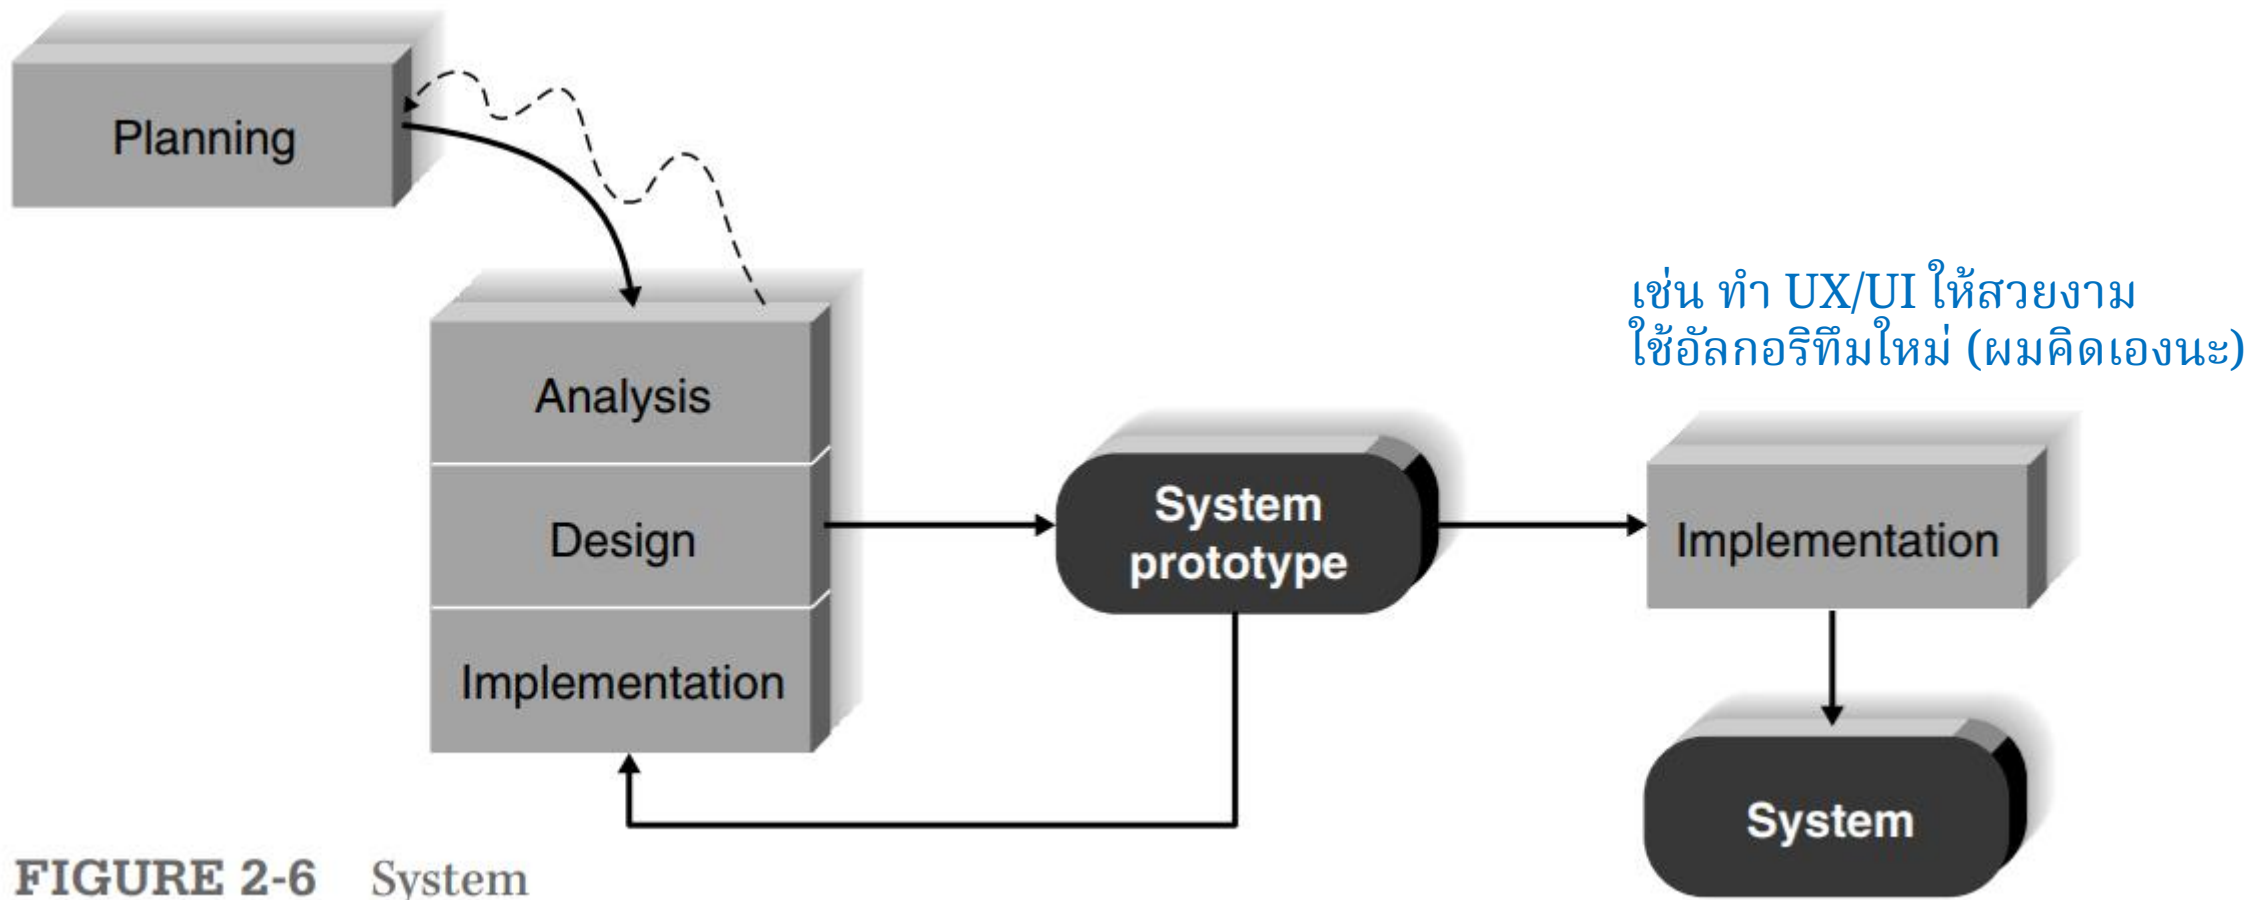 Planning
เช่น ทำ UX/UI ให้สวยงาม
ใช้อัลกอริทึมใหม่ (ผมคิดเองนะ)
Analysis
Design
Implementation
System
prototype
Implementation
System
FIGURE 2-6 System